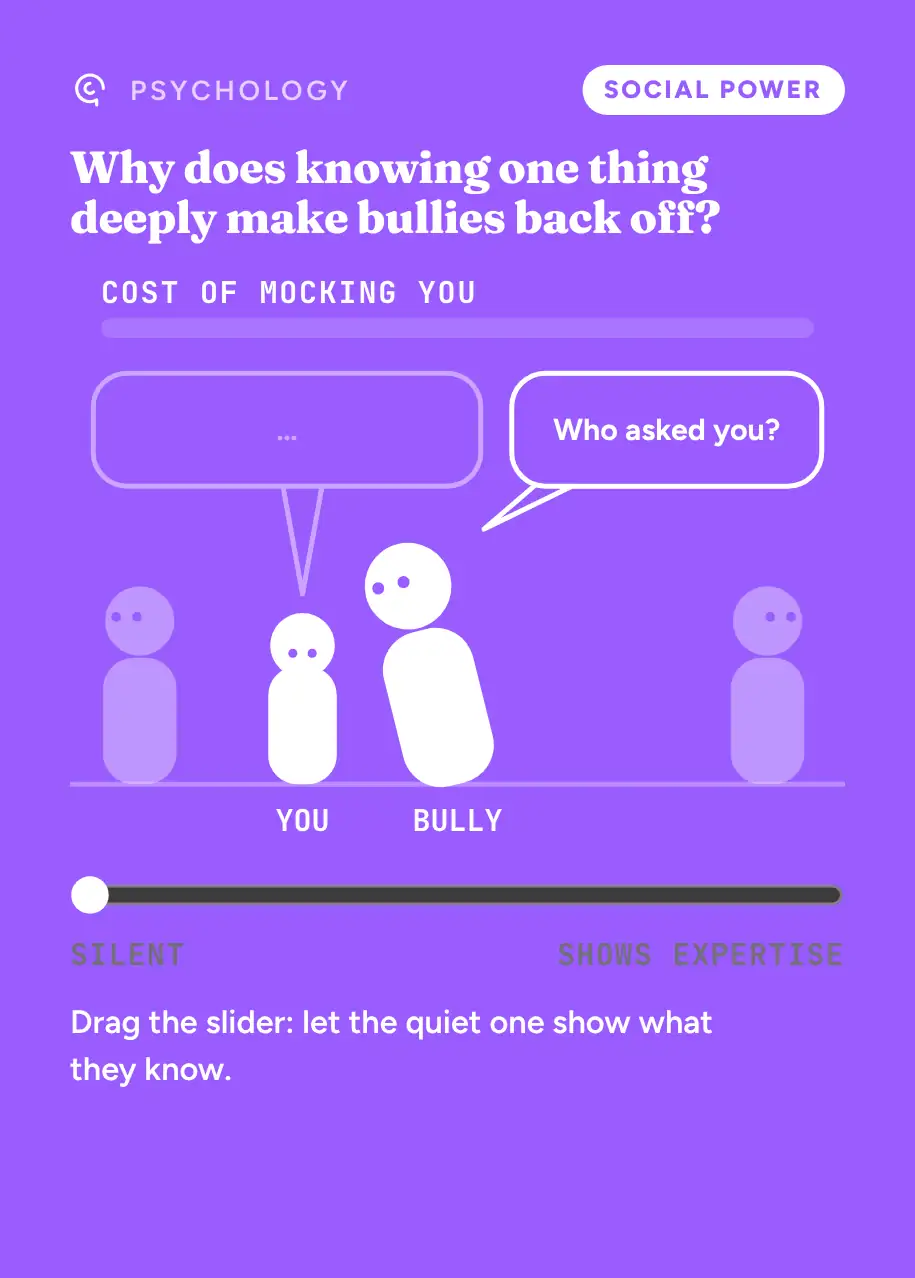 PSYCHOLOGY
SOCIAL POWER
Why does knowing one thing
deeply make bullies back off?
COST OF MOCKING YOU
...
Who asked you?
YOU
BULLY
SILENT
SHOWS EXPERTISE
Drag the slider: let the quiet one show what
they know.